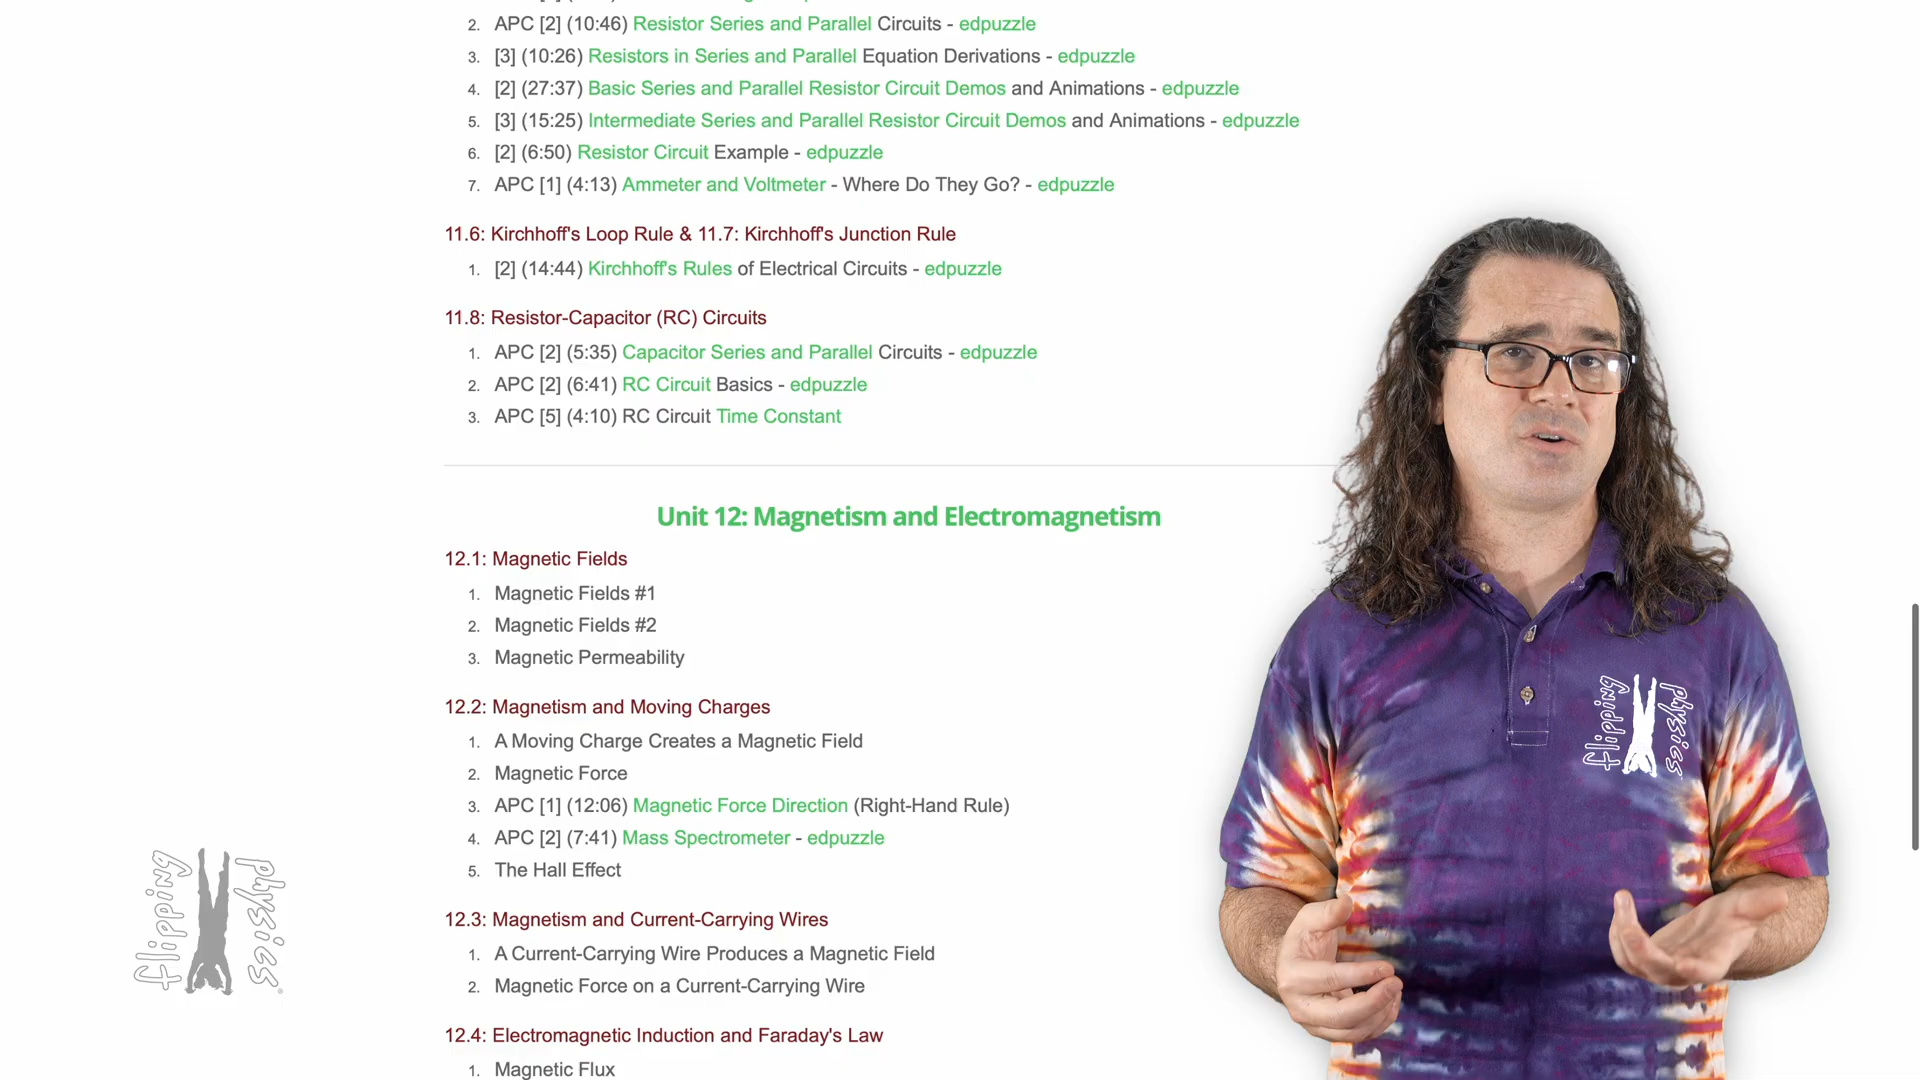 2. APC [2] (10:46) Resistor Series and Parallel Circuits - edpuzzle
3. [3] (10:26) Resistors in Series and Parallel Equation Derivations - edpuzzle
4. [2] (27:37) Basic Series and Parallel Resistor Circuit Demos and Animations - edpuzzle
5. [3] (15:25) Intermediate Series and Parallel Resistor Circuit Demos and Animations - edpuzzle
6. [2] (6:50) Resistor Circuit Example - edpuzzle
7. APC [1] (4:13) Ammeter and Voltmeter - Where Do They Go? - edpuzzle
11.6: Kirchhoff's Loop Rule & 11.7: Kirchhoff's Junction Rule
1. [2] (14:44) Kirchhoff's Rules of Electrical Circuits - edpuzzle
11.8: Resistor-Capacitor (RC) Circuits
1. APC [2] (5:35) Capacitor Series and Parallel Circuits - edpuzzle
2. APC [2] (6:41) RC Circuit Basics - edpuzzle
3. APC [5] (4:10) RC Circuit Time Constant
Unit 12: Magnetism and Electromagnetism
12.1: Magnetic Fields
1. Magnetic Fields #1
2. Magnetic Fields #2
3. Magnetic Permeability
12.2: Magnetism and Moving Charges
1. A Moving Charge Creates a Magnetic Field
2. Magnetic Force
3. APC [1] (12:06) Magnetic Force Direction (Right-Hand Rule)
4. APC [2] (7:41) Mass Spectrometer - edpuzzle
5. The Hall Effect
12.3: Magnetism and Current-Carrying Wires
1. A Current-Carrying Wire Produces a Magnetic Field
2. Magnetic Force on a Current-Carrying Wire
12.4: Electromagnetic Induction and Faraday's Law
1. Magnetic Flux
flipping physics
flipping physics